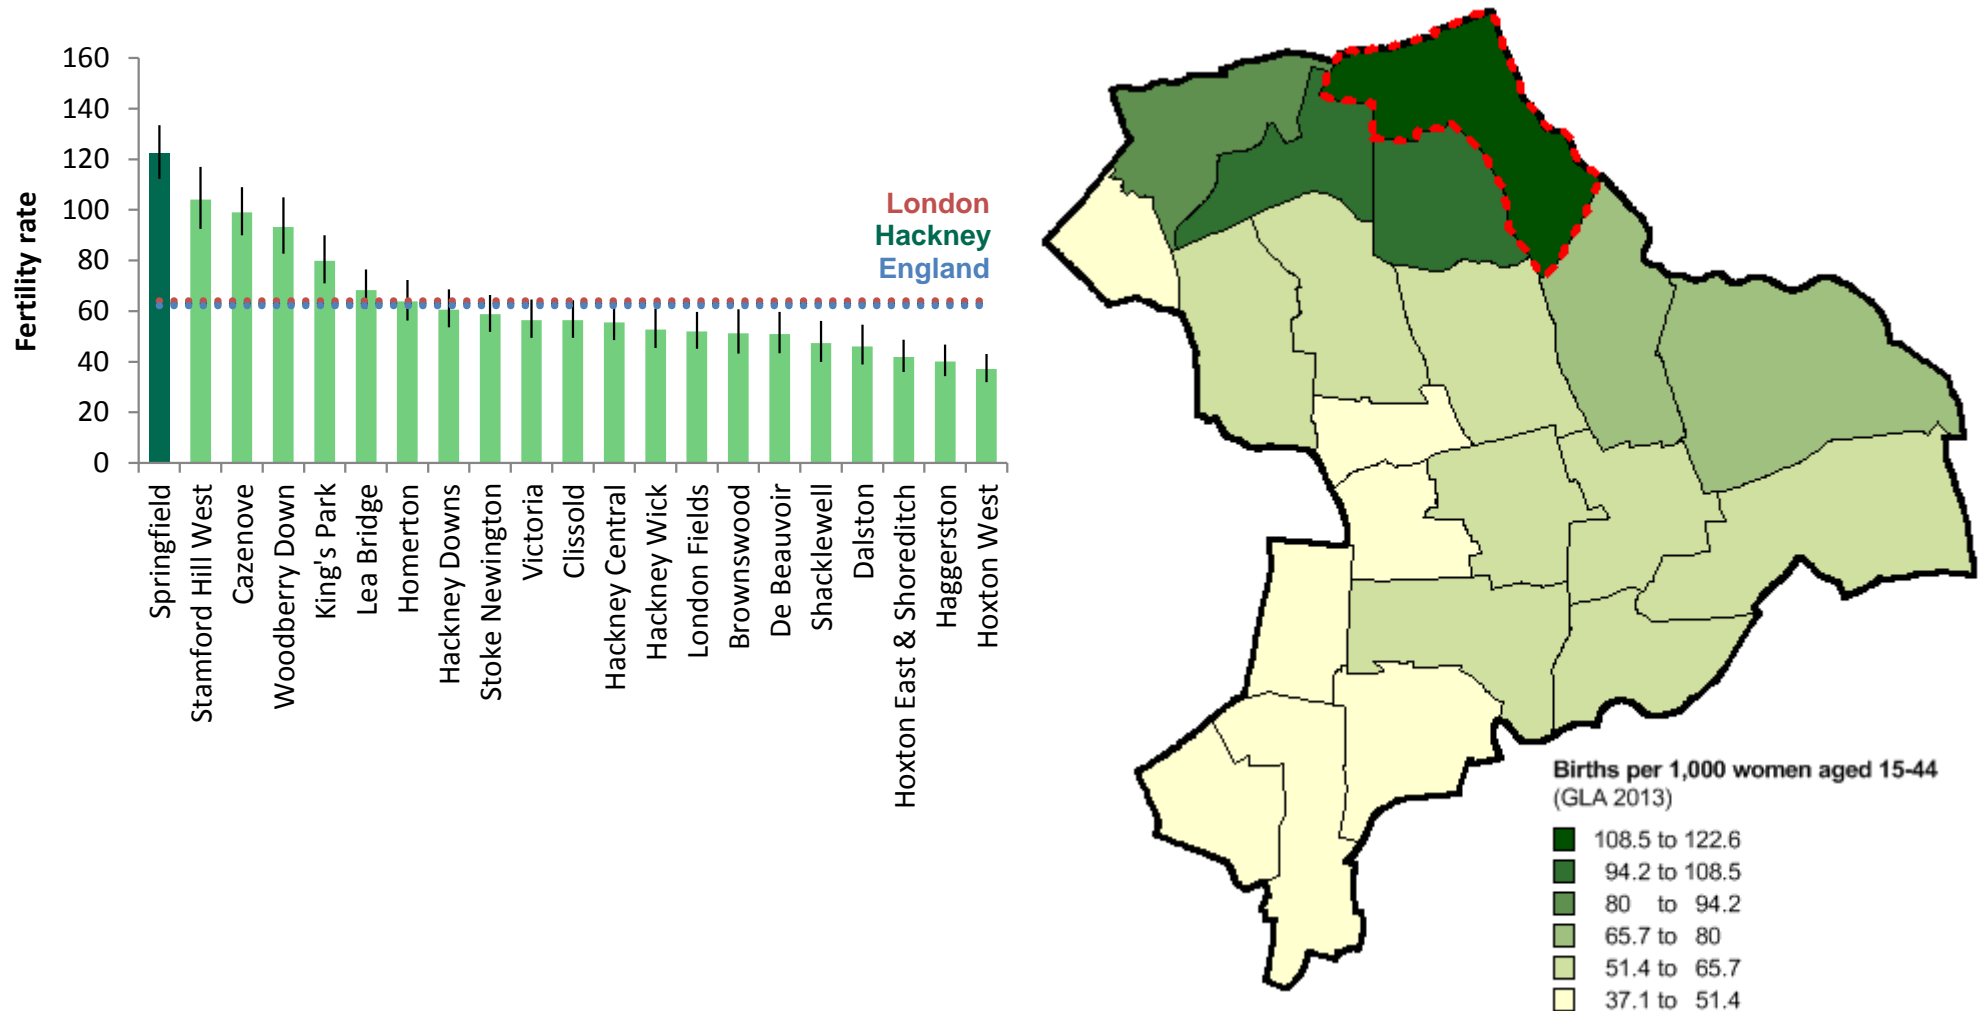 160
140
120
100
80
60
40
20
0
Fertility rate
London
Hackney
England
Springfield
Stamford Hill West
Cazenove
Woodberry Down
King's Park
Lea Bridge
Homerton
Hackney Downs
Stoke Newington
Victoria
Clissold
Hackney Central
Hackney Wick
London Fields
Brownswood
De Beauvoir
Shacklewell
Dalston
Hoxton East & Shoreditch
Haggerston
Hoxton West
Births per 1,000 women aged 15-44
(GLA 2013)
108.5 to 122.6
94.2 to 108.5
80 to 94.2
65.7 to 80
51.4 to 65.7
37.1 to 51.4